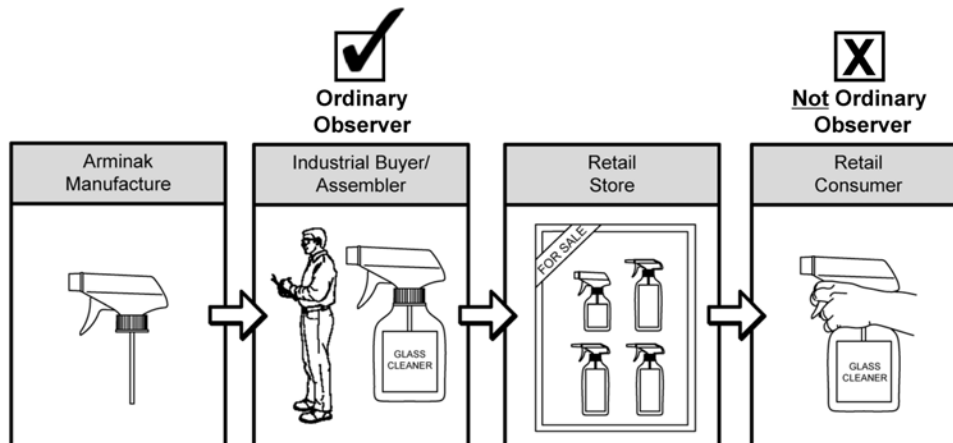 Ordinary
Observer
X
Not Ordinary
Observer
Arminak
Manufacture
Industrial Buyer/
Assembler
Retail
Store
Retail
Consumer
GLASS
CLEANER
FOR SALE
GLASS
CLEANER